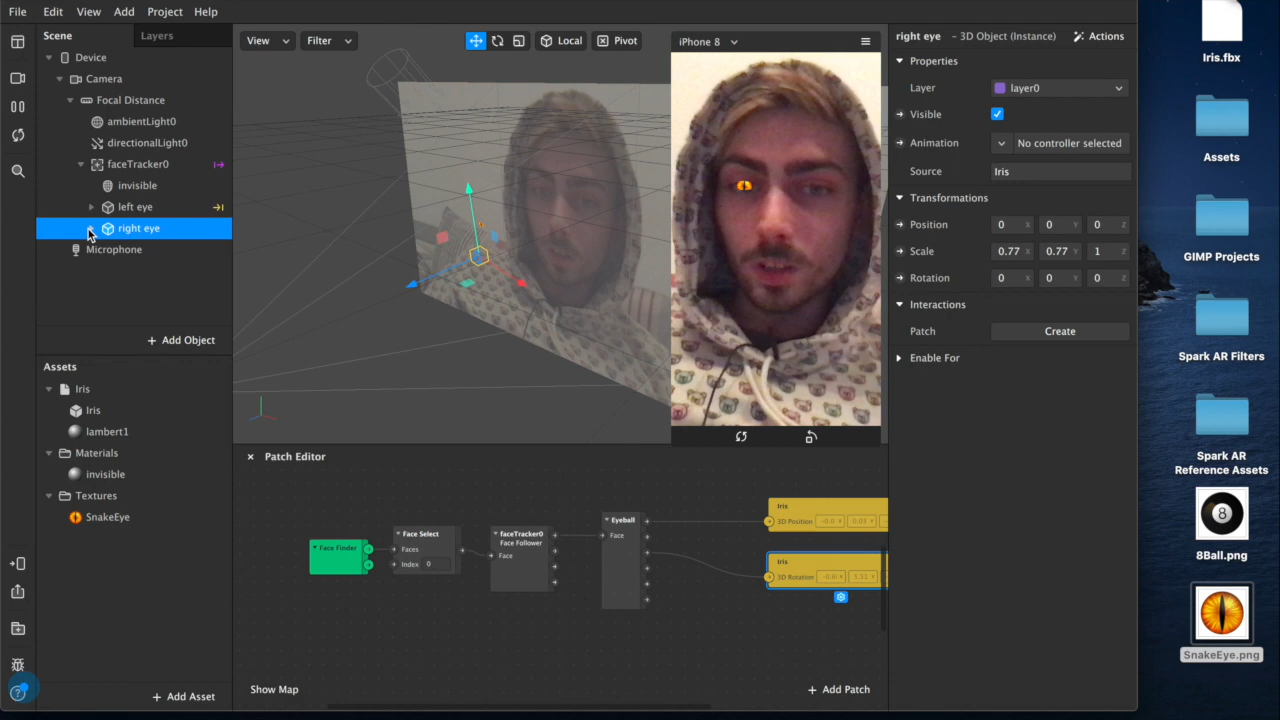 File Edit View Add Project Help
Scene Layers
Device
Camera
Focal Distance
ambientLight0
directionalLight0
faceTracker0
invisible
left eye
right eye
Microphone
+ Add Object
Assets
Iris
Iris
lambert1
Materials
invisible
Textures
SnakeEye
+ Add Asset
View Filter Local Pivot
iPhone 8
Patch Editor
Face Finder
Face Select
Faces
Index 0
faceTracker0
Face Follower
Face
Eyeball
Face
Iris
3D Position 0.03
Iris
3D Rotation
Show Map
+ Add Patch
right eye – 3D Object (Instance) Actions
Properties
Layer layer0
Visible
Animation No controller selected
Source Iris
Transformations
Position 0 X 0 Y 0 Z
Scale 0.77 X 0.77 Y 1 Z
Rotation 0 X 0 Y 0 Z
Interactions
Patch Create
Enable For
Iris.fbx
Assets
GIMP Projects
Spark AR Filters
Spark AR
Reference Assets
8
8Ball.png
SnakeEye.png